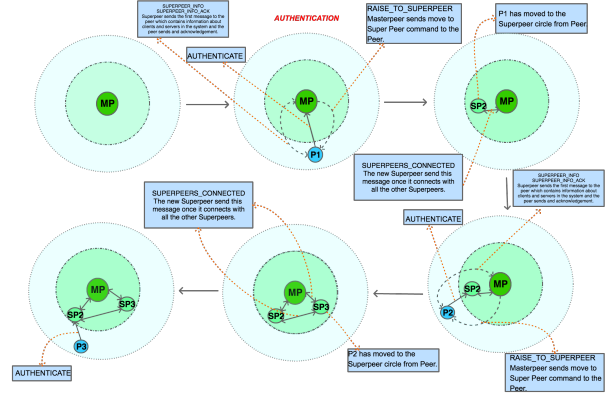 SUPERPEER_INFO
SUPERPEER_INFO_ACK
Superpeer sends the first message to the
peer which contains information about
clients and servers in the system and the
peer sends and acknowledgement.
AUTHENTICATION
RAISE_TO_SUPERPEER
Masterpeer sends move to
Super Peer command to the
Peer.
P1 has moved to the
Superpeer circle from Peer.
AUTHENTICATE
MP
MP
P1
SP2
MP
SUPERPEERS_CONNECTED
The new Superpeer send this
message once it connects with
all the other Superpeers.
SUPERPEERS_CONNECTED
The new Superpeer send this
message once it connects with
all the other Superpeers.
SUPERPEER_INFO
SUPERPEER_INFO_ACK
Superpeer sends the first message to the
peer which contains information about
clients and servers in the system and the
peer sends and acknowledgement.
AUTHENTICATE
MP
SP2
SP3
P3
MP
SP2
SP3
SP2
MP
P2
AUTHENTICATE
P2 has moved to the
Superpeer circle from Peer.
RAISE_TO_SUPERPEER
Masterpeer sends move to
Super Peer command to the
Peer.